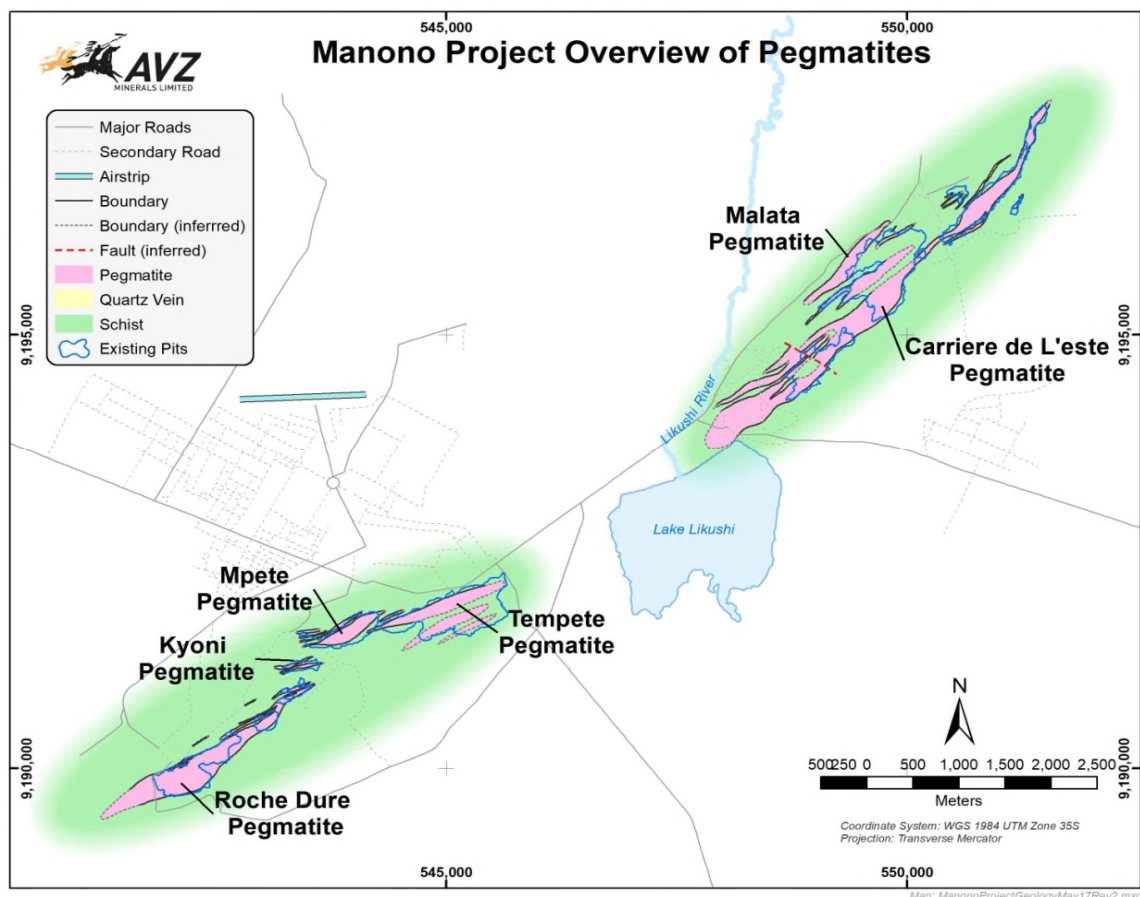 545,000
550,000
Manono Project Overview of Pegmatites
AVZ
MINERALS LIMITED
Major Roads
Secondary Road
Airstrip
Boundary
Boundary (inferrred)
Fault (inferred)
Pegmatite
Quartz Vein
Schist
Existing Pits
Malata
Pegmatite
9,195,000
9,195,000
Carriere de L'este
Pegmatite
Likushi River
Lake Likushi
Mpete
Pegmatite
Tempete
Pegmatite
Kyoni
Pegmatite
Roche Dure
Pegmatite
N
9,190,000
9,190,000
500 250 0 500 1,000 1,500 2,000 2,500
Meters
Coordinate System: WGS 1984 UTM Zone 35S
Projection: Transverse Mercator
545,000
550,000
Map: ManonoProjectGeologyMay17Rev2.mxd